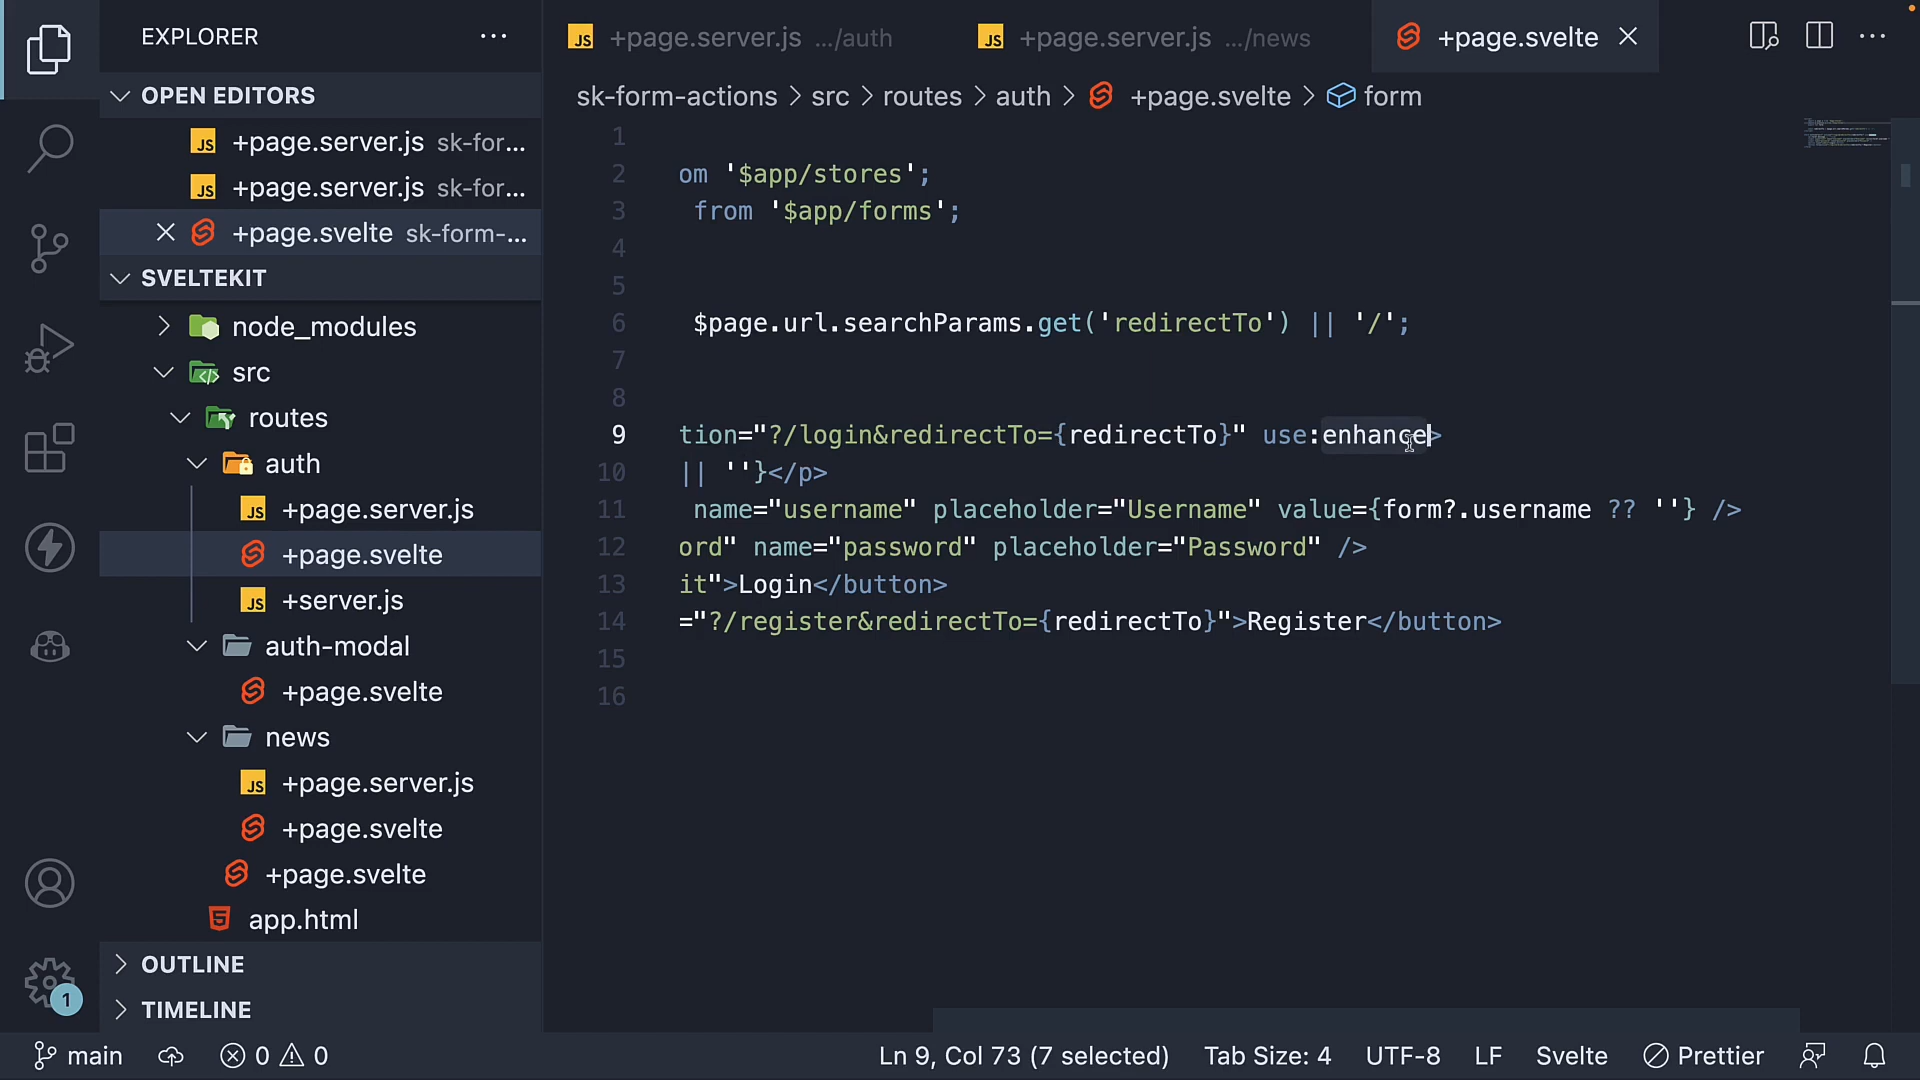 EXPLORER
OPEN EDITORS
+page.server.js sk-for...
+page.server.js sk-for...
+page.svelte sk-form-...
SVELTEKIT
node_modules
src
routes
auth
+page.server.js
+page.svelte
+server.js
auth-modal
+page.svelte
news
+page.server.js
+page.svelte
+page.svelte
app.html
OUTLINE
TIMELINE
1
JS +page.server.js .../auth
JS +page.server.js .../news
+page.svelte
sk-form-actions > src > routes > auth > +page.svelte > form
1
2 om '$app/stores';
3 from '$app/forms';
4
5
6 $page.url.searchParams.get('redirectTo') || '/';
7
8
9 tion="?/login&redirectTo={redirectTo}" use:enhance>
10 || ''}</p>
11 name="username" placeholder="Username" value={form?.username ?? ''} />
12 ord" name="password" placeholder="Password" />
13 it">Login</button>
14 ="?/register&redirectTo={redirectTo}">Register</button>
15
16
main 0 0 Ln 9, Col 73 (7 selected) Tab Size: 4 UTF-8 LF Svelte Prettier